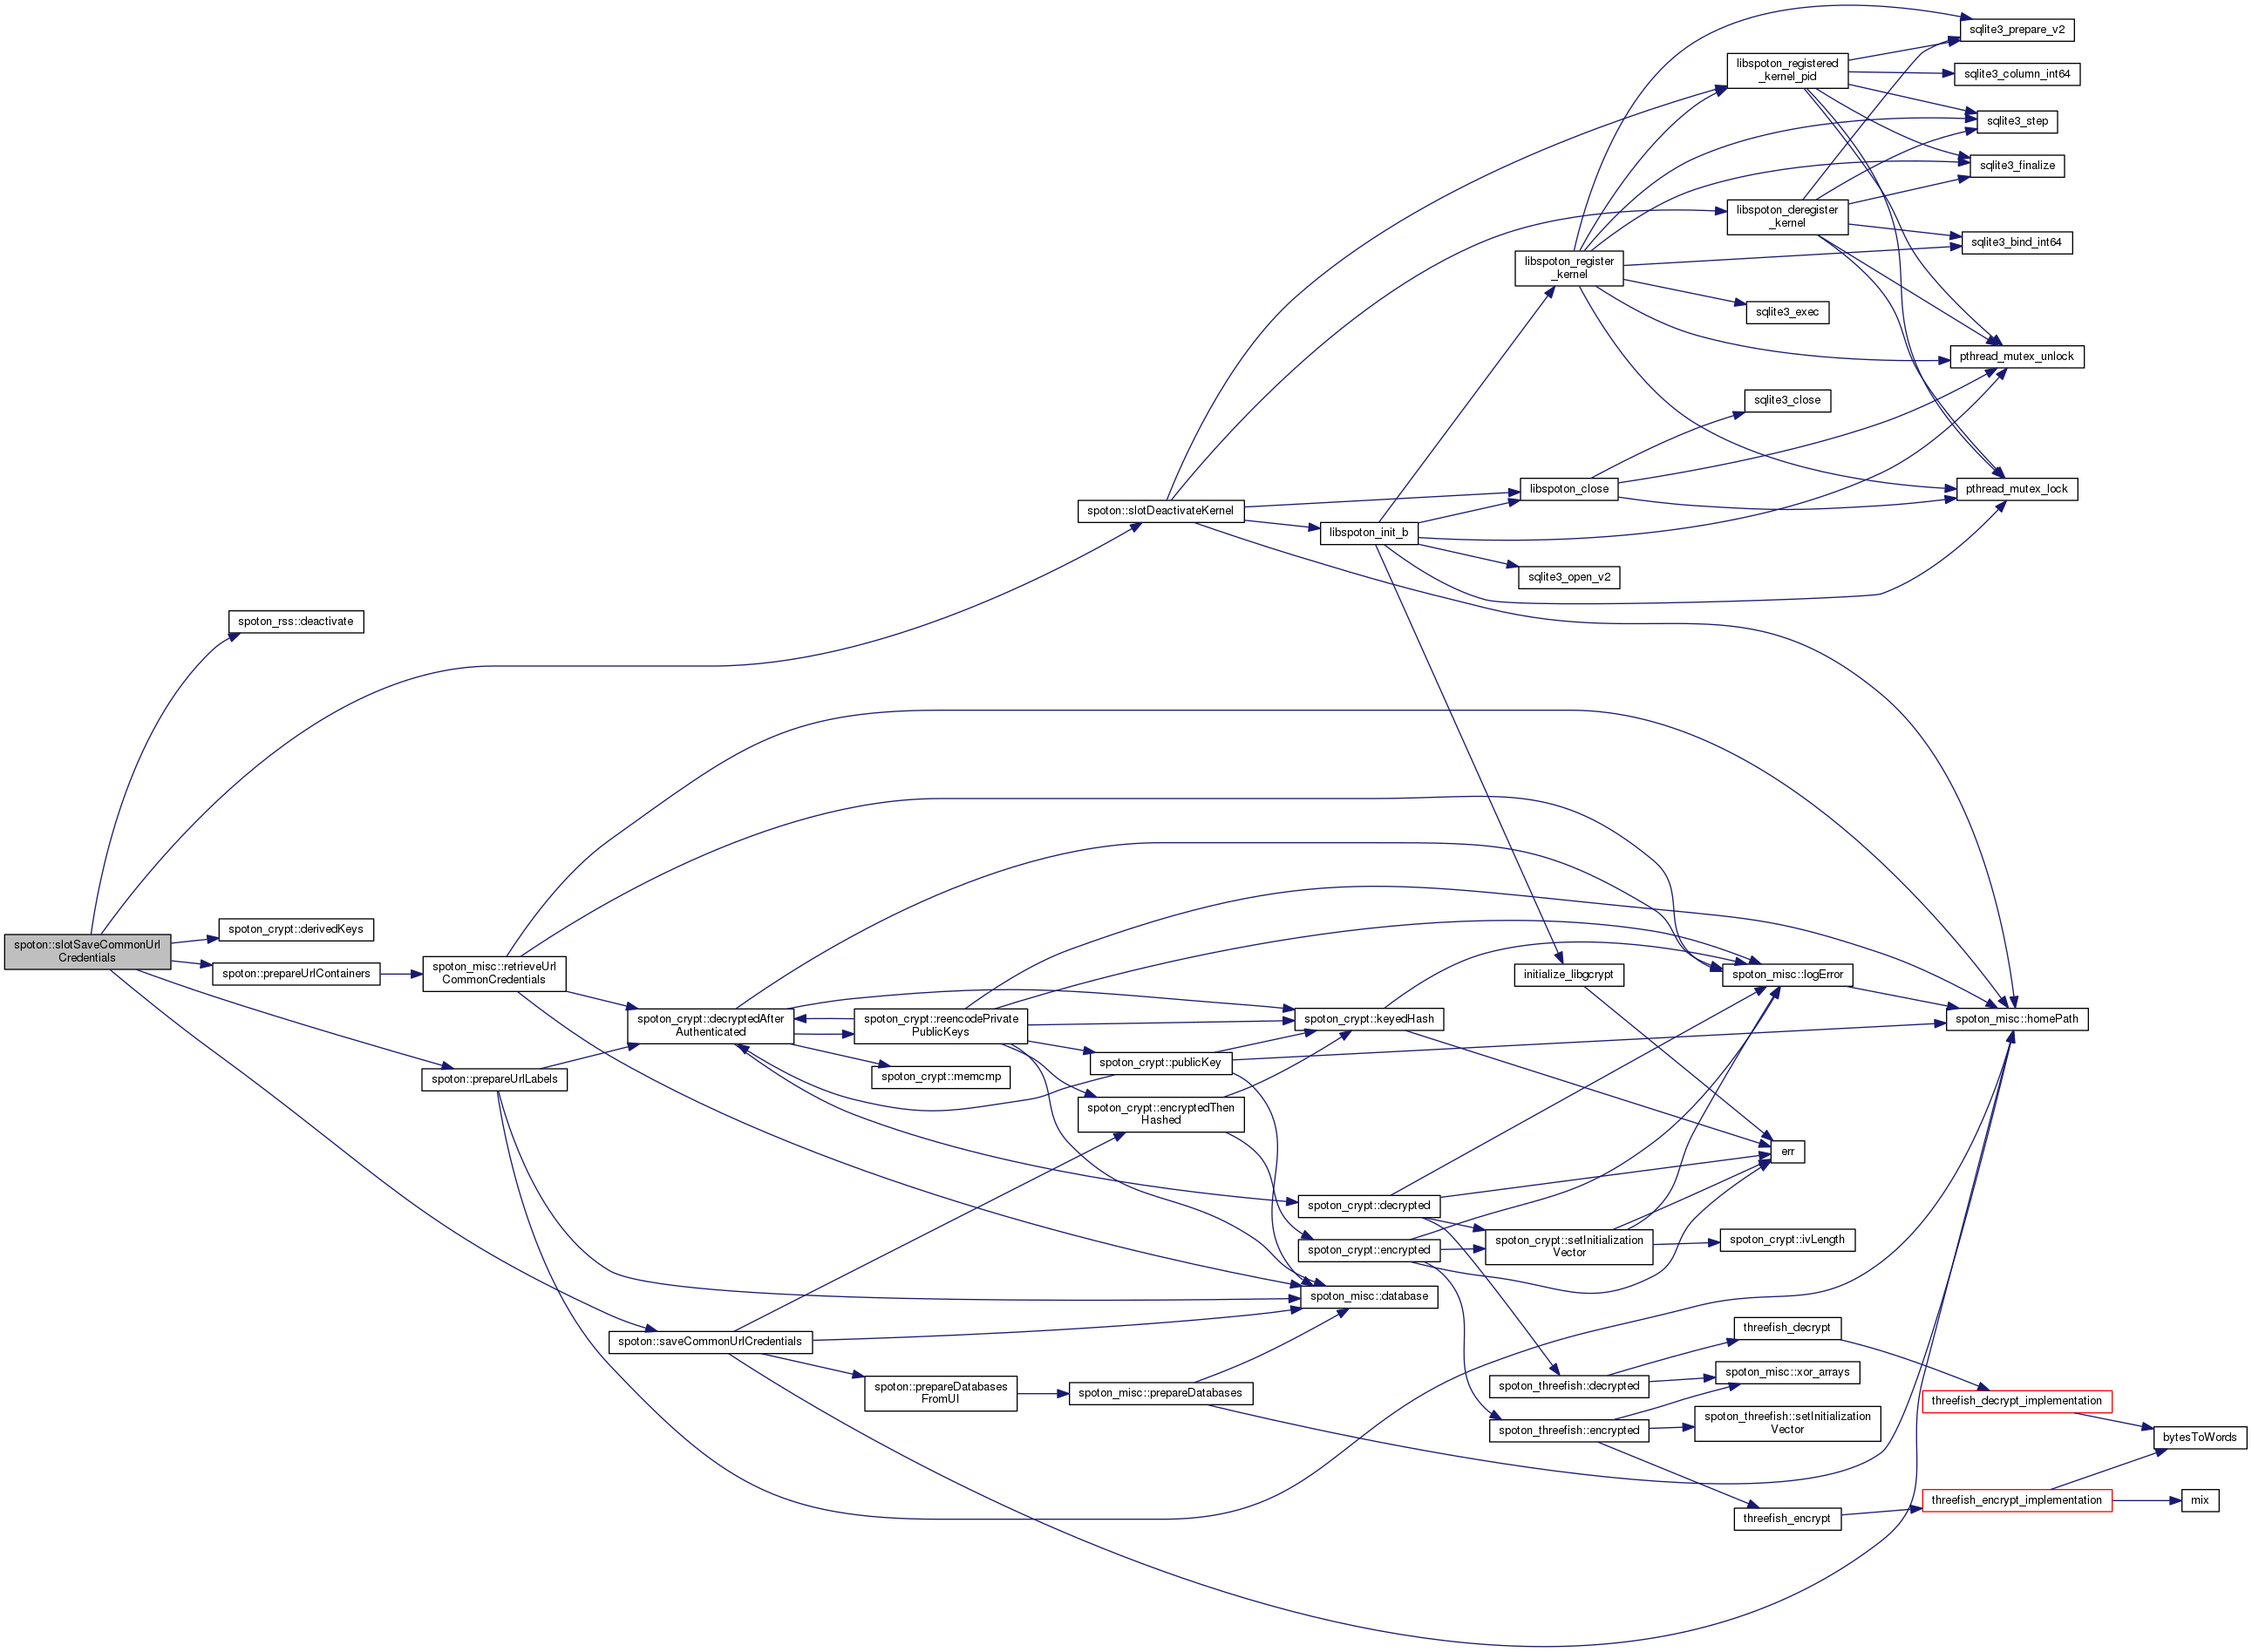 spoton::slotSaveCommonUrl
Credentials
spoton_rss::deactivate
spoton_crypt::derivedKeys
spoton::prepareUrlContainers
spoton_misc::retrieveUrl
CommonCredentials
spoton::prepareUrlLabels
spoton::saveCommonUrlCredentials
spoton_crypt::decryptedAfter
Authenticated
spoton_crypt::reencodePrivate
PublicKeys
spoton_crypt::memcmp
spoton::prepareDatabases
FromUI
spoton::slotDeactivateKernel
spoton_crypt::publicKey
spoton_crypt::encryptedThen
Hashed
spoton_misc::prepareDatabases
libspoton_init_b
spoton_crypt::keyedHash
spoton_crypt::decrypted
spoton_crypt::encrypted
spoton_misc::database
libspoton_register
_kernel
libspoton_close
sqlite3_open_v2
initialize_libgcrypt
spoton_crypt::setInitialization
Vector
spoton_threefish::decrypted
spoton_threefish::encrypted
libspoton_registered
_kernel_pid
libspoton_deregister
_kernel
sqlite3_exec
sqlite3_close
spoton_misc::logError
err
spoton_crypt::ivLength
threefish_decrypt
spoton_misc::xor_arrays
spoton_threefish::setInitialization
Vector
threefish_encrypt
sqlite3_prepare_v2
sqlite3_column_int64
sqlite3_step
sqlite3_finalize
sqlite3_bind_int64
pthread_mutex_unlock
pthread_mutex_lock
spoton_misc::homePath
threefish_decrypt_implementation
threefish_encrypt_implementation
bytesToWords
mix